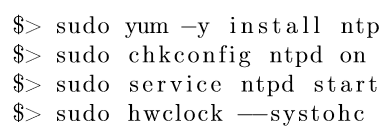 $> sudo yum –y install ntp
$> sudo chkconfig ntpd on
$> sudo service ntpd start
$> sudo hwclock ––systohc